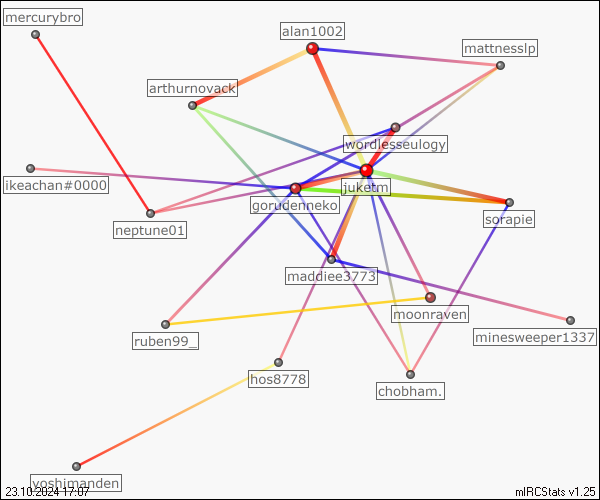 mercurybro
alan1002
mattnesslp
arthurnovack
wordlesseulogy
ikeachan#0000
juketm
gorudenneko
sorapie
neptune01
maddiee3773
moonraven
ruben99_
minesweeper1337
hos8778
chobham.
yoshimanden
23.10.2024 17:07
mIRCStats v1.25